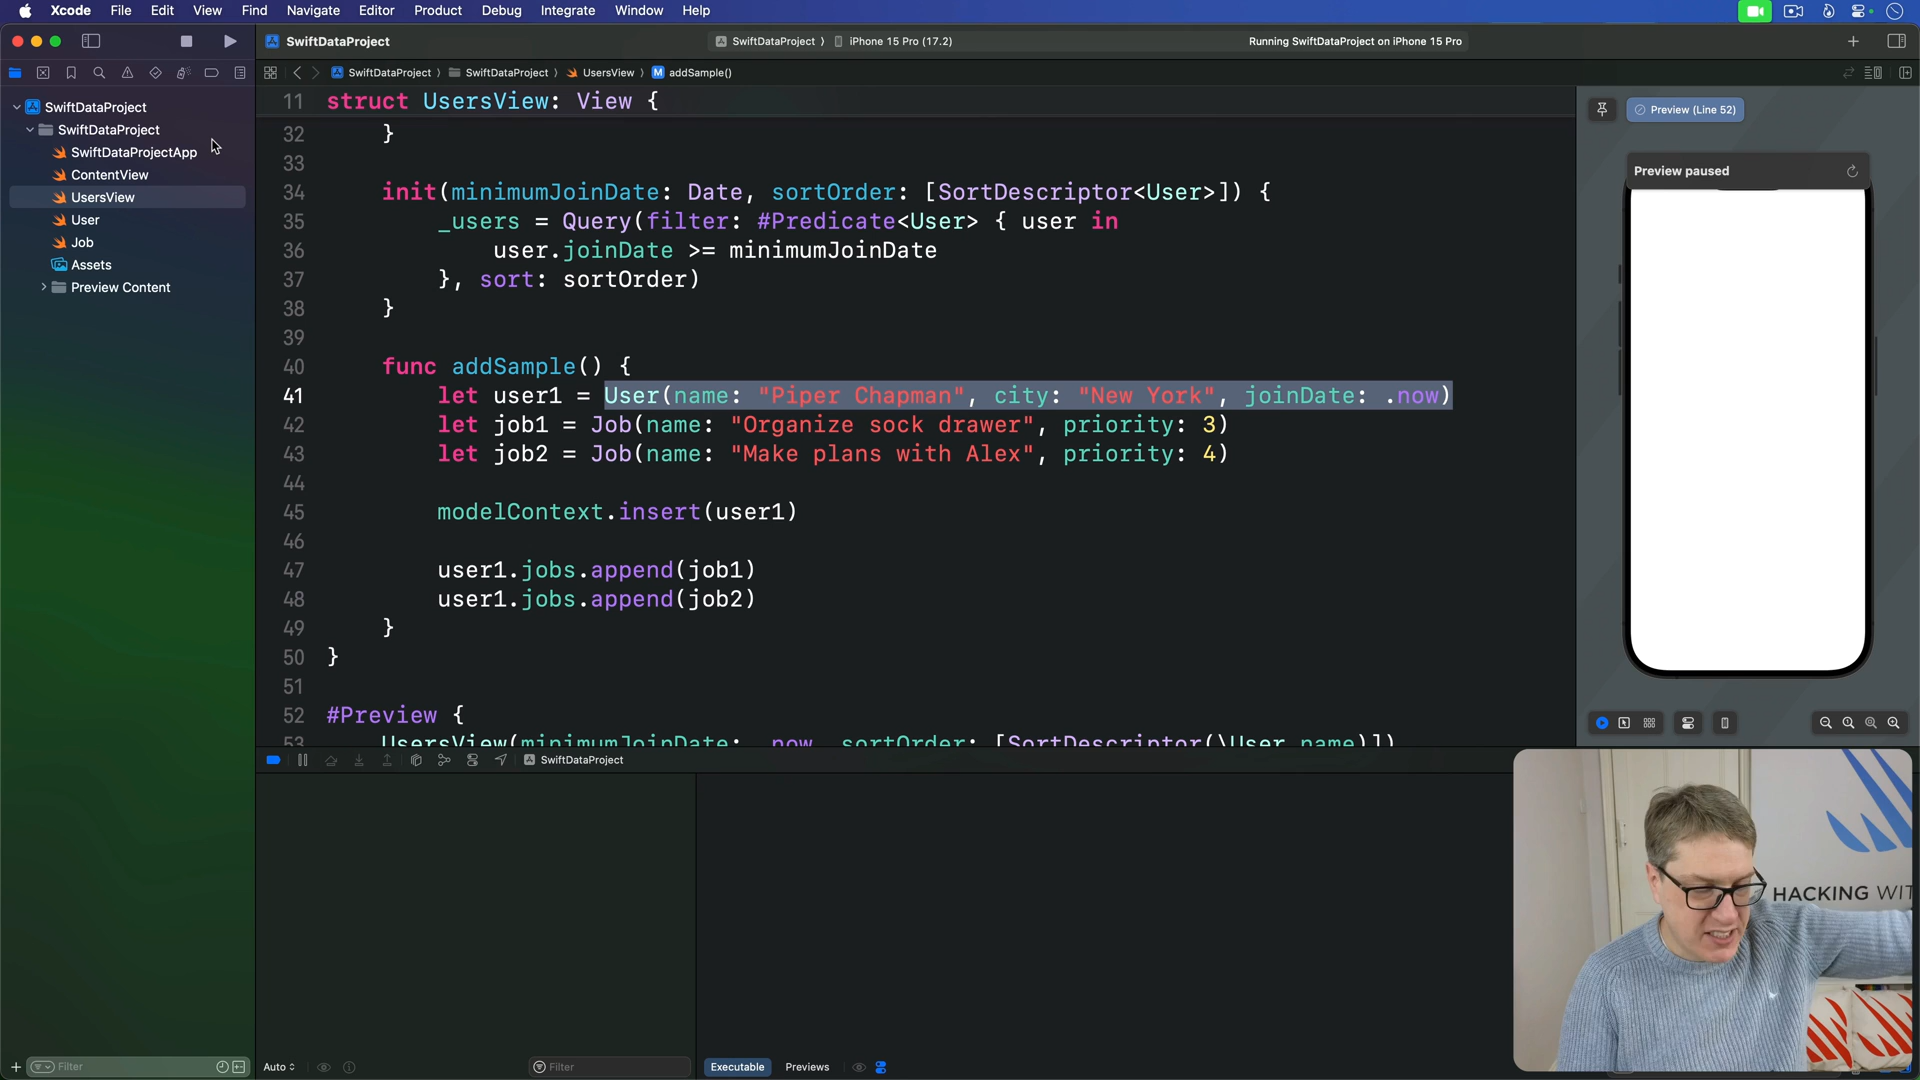 Xcode File Edit View Find Navigate Editor Product Debug Integrate Window Help
SwiftDataProject
SwiftDataProject 〉 iPhone 15 Pro (17.2)
Running SwiftDataProject on iPhone 15 Pro
SwiftDataProject 〉 SwiftDataProject 〉 UsersView 〉 M addSample()
SwiftDataProject
SwiftDataProject
SwiftDataProjectApp
ContentView
UsersView
User
Job
Assets
Preview Content
11 struct UsersView: View {
32 }
33
34 init(minimumJoinDate: Date, sortOrder: [SortDescriptor<User>]) {
35 _users = Query(filter: #Predicate<User> { user in
36 user.joinDate >= minimumJoinDate
37 }, sort: sortOrder)
38 }
39
40 func addSample() {
41 let user1 = User(name: "Piper Chapman", city: "New York", joinDate: .now)
42 let job1 = Job(name: "Organize sock drawer", priority: 3)
43 let job2 = Job(name: "Make plans with Alex", priority: 4)
44
45 modelContext.insert(user1)
46
47 user1.jobs.append(job1)
48 user1.jobs.append(job2)
49 }
50 }
51
52 #Preview {
53 UsersView(minimumJoinDate: .now, sortOrder: [SortDescriptor(\User.name)])
Preview (Line 52)
Preview paused
SwiftDataProject
HACKING WIT
Filter
Auto
Filter
Executable
Previews